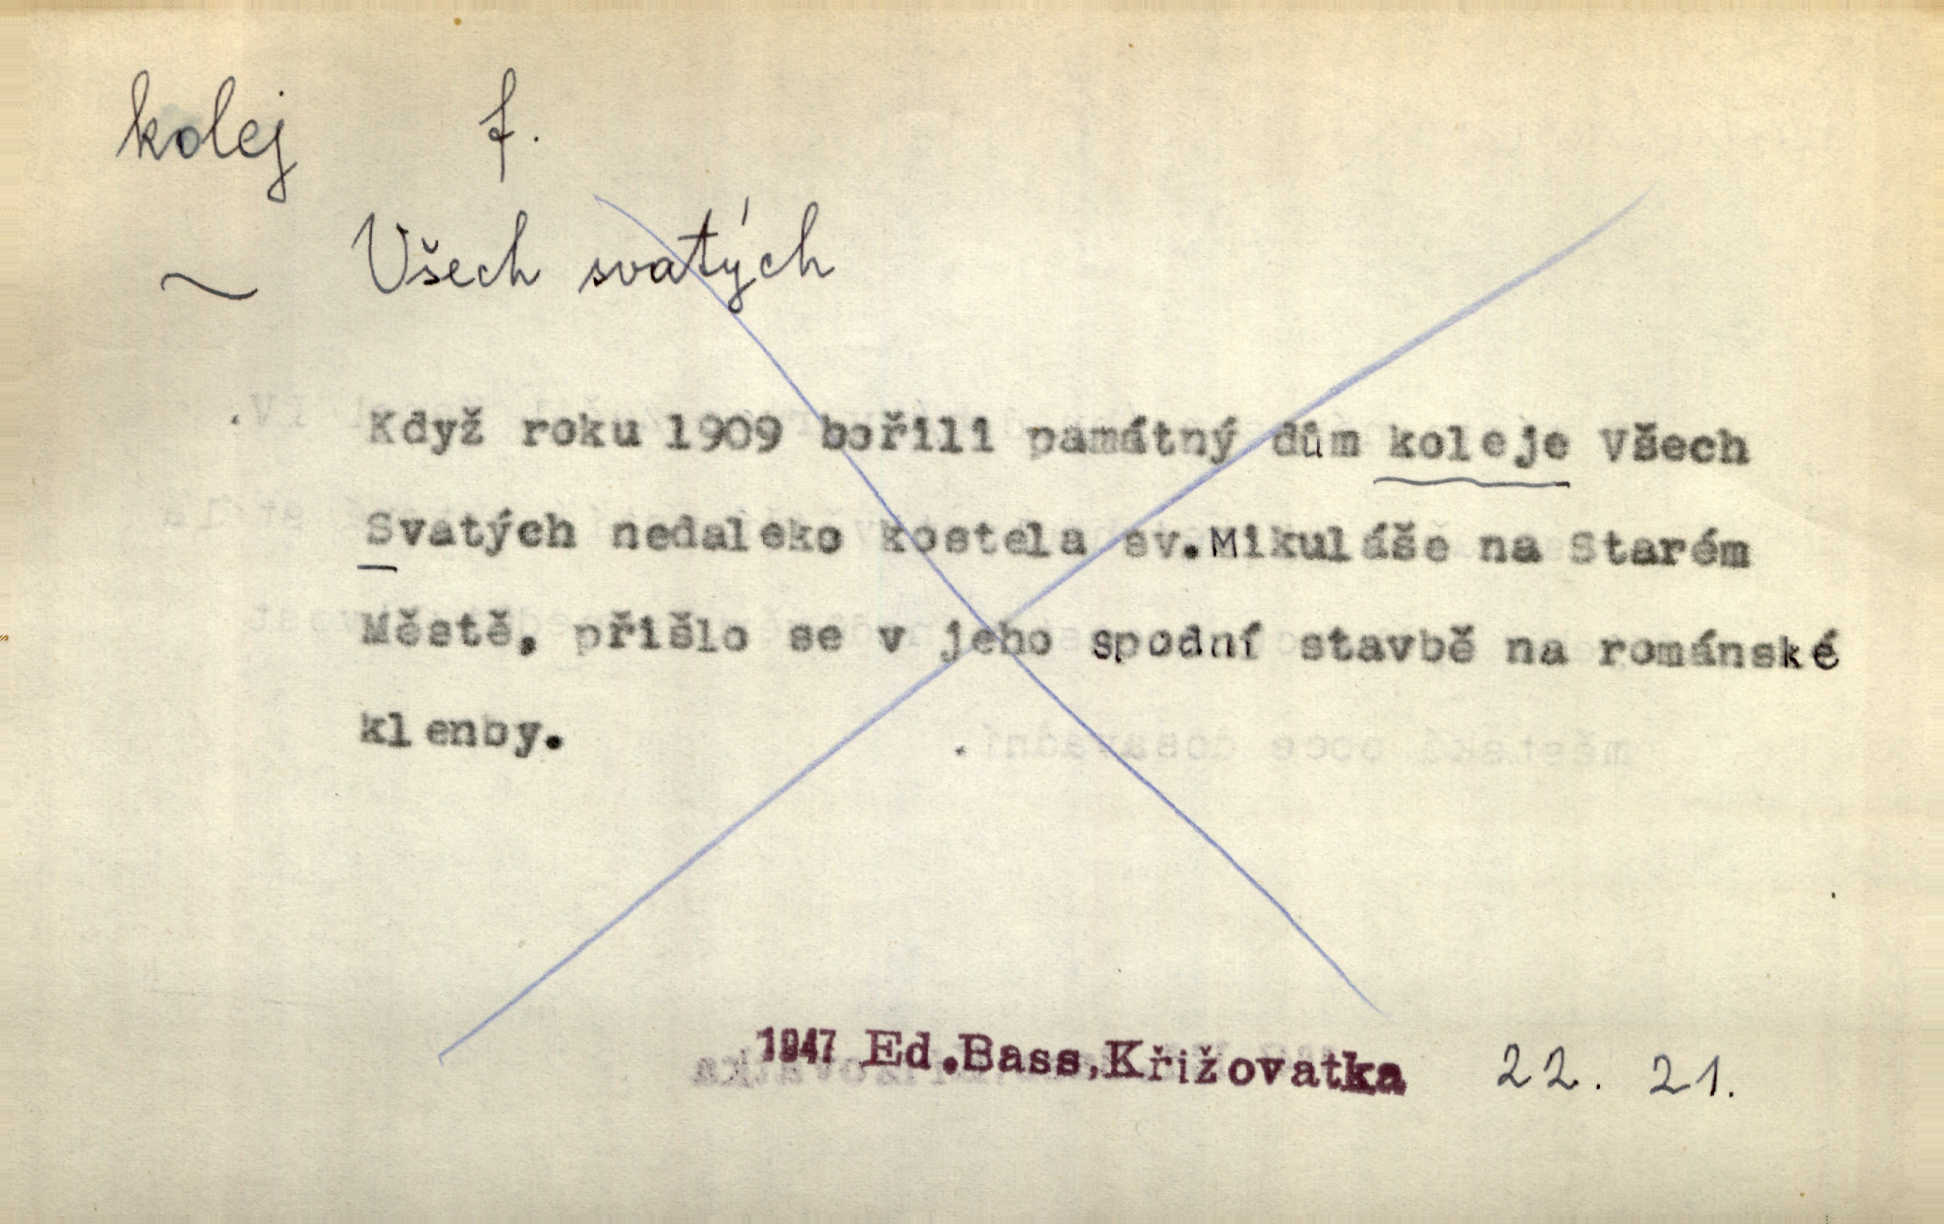 kolej f.
~ Všech svatých
Když roku 1909 bořili památný dům koleje Všech
Svatých nedaleko kostela sv.Mikuláše na Starém
Městě, přišlo se v jeho spodní stavbě na románské
klenby.
1947 Ed.Bass,Křižovatka 22. 21.